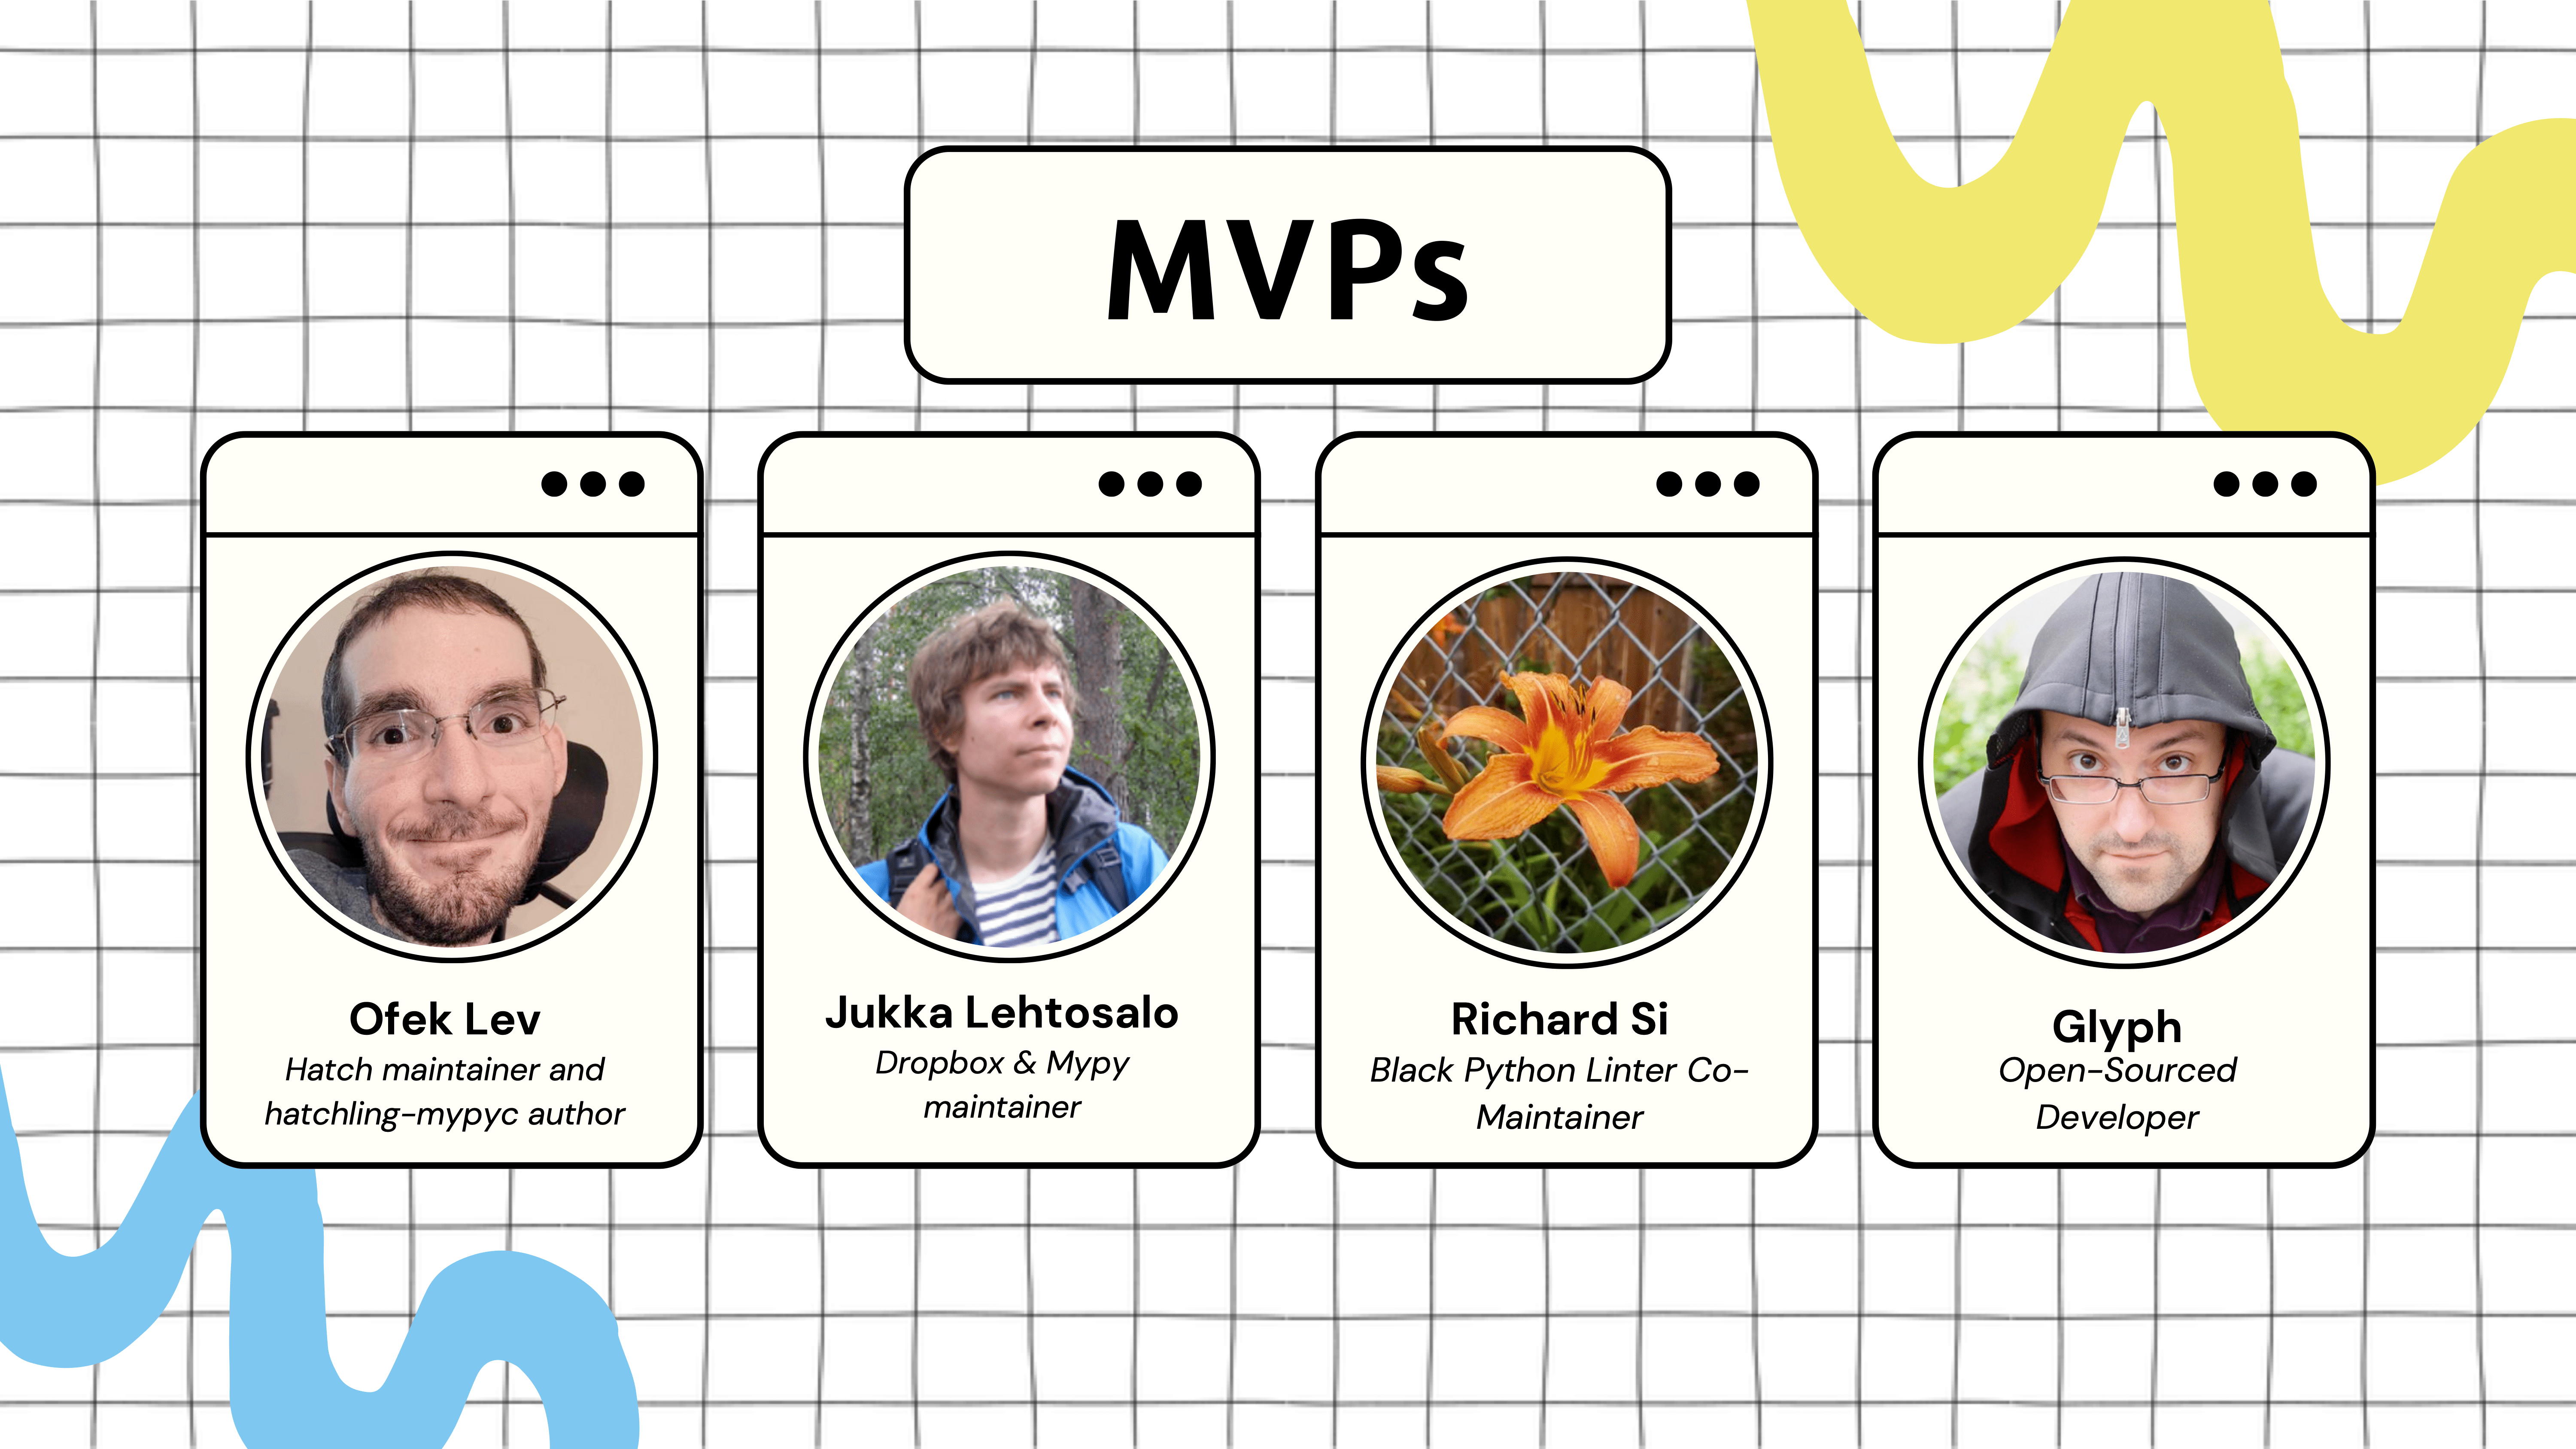 MVPs
Ofek Lev
Hatch maintainer and
hatchling-mypyc author
Jukka Lehtosalo
Dropbox & Mypy
maintainer
Richard Si
Black Python Linter Co-
Maintainer
Glyph
Open-Sourced
Developer